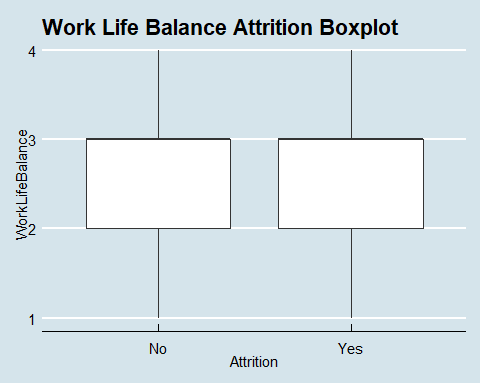 Work Life Balance Attrition Boxplot
WorkLifeBalance
4
3
2
1
No Yes
Attrition